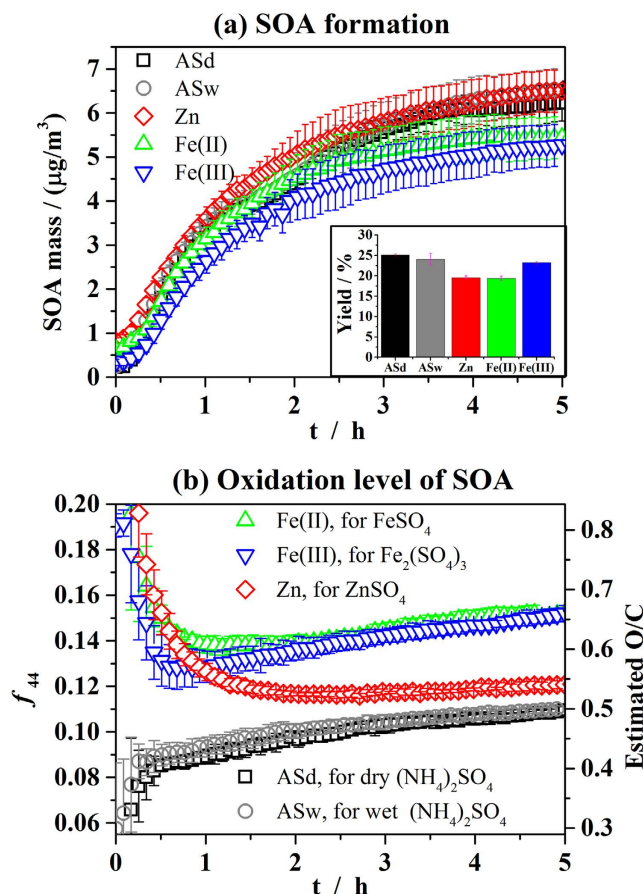 (a) SOA formation
SOA mass / (μg/m³)
7
6
5
4
3
2
1
0
ASd
ASw
Zn
Fe(II)
Fe(III)
Yield / %
30
25
20
15
10
5
0
ASd ASw Zn Fe(II) Fe(III)
0 1 2 3 4 5
t / h
(b) Oxidation level of SOA
f₄₄
0.20
0.18
0.16
0.14
0.12
0.10
0.08
0.06
Fe(II), for FeSO₄
Fe(III), for Fe₂(SO₄)₃
Zn, for ZnSO₄
ASd, for dry (NH₄)₂SO₄
ASw, for wet (NH₄)₂SO₄
0.8
0.7
0.6
0.5
0.4
0.3
Estimated O/C
0 1 2 3 4 5
t / h